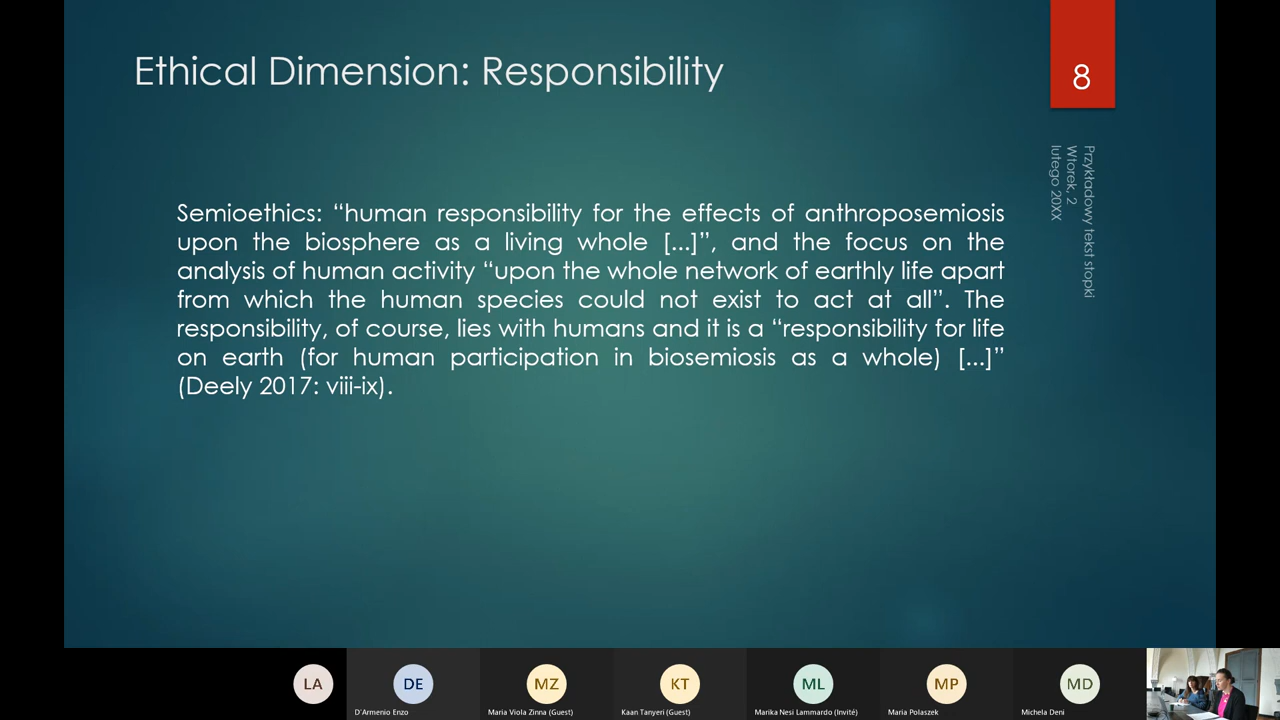 Ethical Dimension: Responsibility
8
Przykładowy tekst stopki
Wtorek, 2
lutego 20XX
Semioethics: “human responsibility for the effects of anthroposemiosis
upon the biosphere as a living whole [...]”, and the focus on the
analysis of human activity “upon the whole network of earthly life apart
from which the human species could not exist to act at all”. The
responsibility, of course, lies with humans and it is a “responsibility for life
on earth (for human participation in biosemiosis as a whole) [...]”
(Deely 2017: viii-ix).
LA
DE
MZ
KT
ML
MP
MD
D'Armenio Enzo
Maria Viola Zinna (Guest)
Kaan Tanyeri (Guest)
Marika Nesi Lammardo (Invité)
Maria Polaszek
Michela Deni